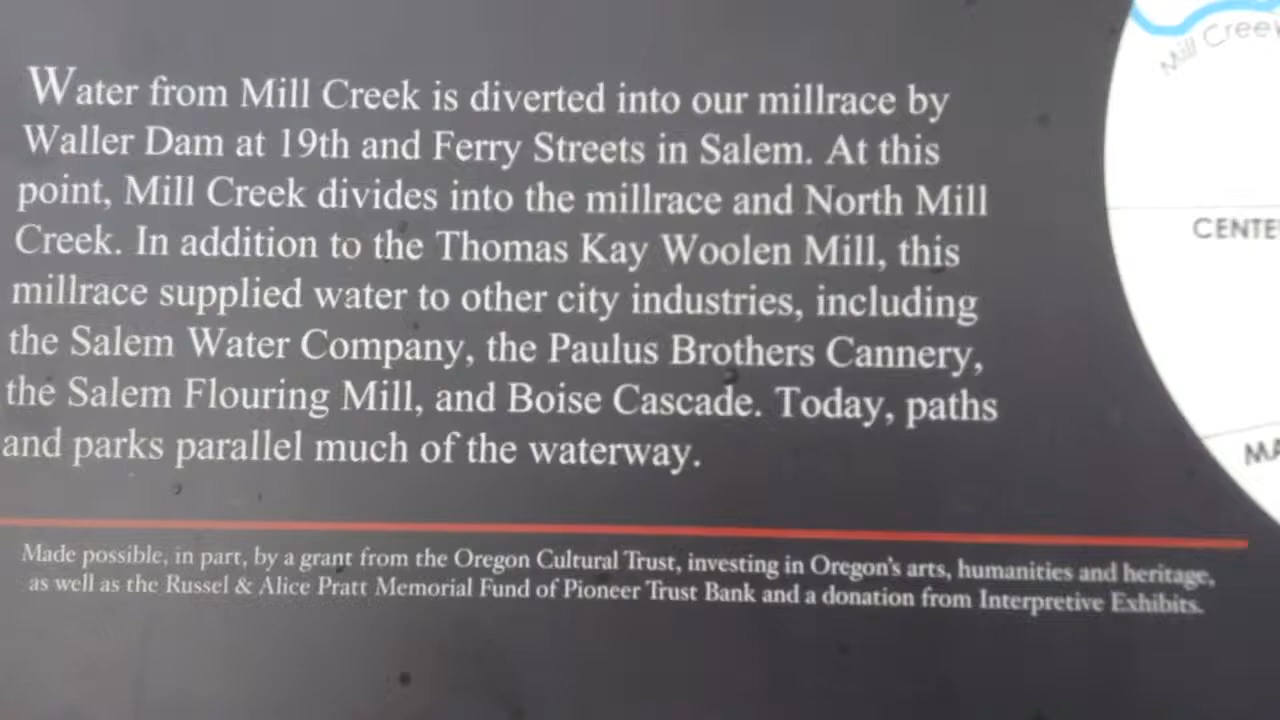 Water from Mill Creek is diverted into our millrace by
Waller Dam at 19th and Ferry Streets in Salem. At this
point, Mill Creek divides into the millrace and North Mill
Creek. In addition to the Thomas Kay Woolen Mill, this
millrace supplied water to other city industries, including
the Salem Water Company, the Paulus Brothers Cannery,
the Salem Flouring Mill, and Boise Cascade. Today, paths
and parks parallel much of the waterway.
Made possible, in part, by a grant from the Oregon Cultural Trust, investing in Oregon's arts, humanities and heritage,
as well as the Russel & Alice Pratt Memorial Fund of Pioneer Trust Bank and a donation from Interpretive Exhibits.
Mill Creek
CENTE
MA